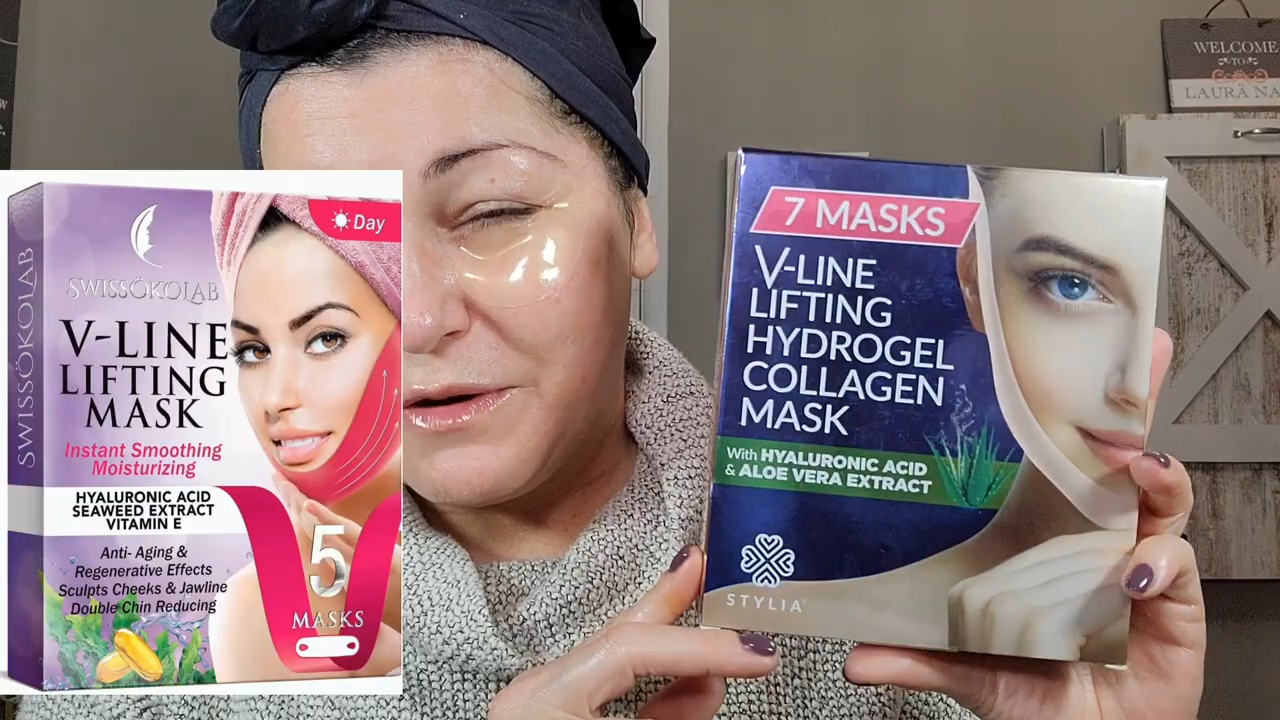 WELCOME
TO
LAURA NA
Day
SWISSÖKOLAB
SWISSÖKOLAB
V-LINE
LIFTING
MASK
Instant Smoothing
Moisturizing
HYALURONIC ACID
SEAWEED EXTRACT
VITAMIN E
Anti- Aging &
Regenerative Effects
Sculpts Cheeks & Jawline
Double Chin Reducing
5
MASKS
7 MASKS
V-LINE
LIFTING
HYDROGEL
COLLAGEN
MASK
With HYALURONIC ACID
& ALOE VERA EXTRACT
STYLIA